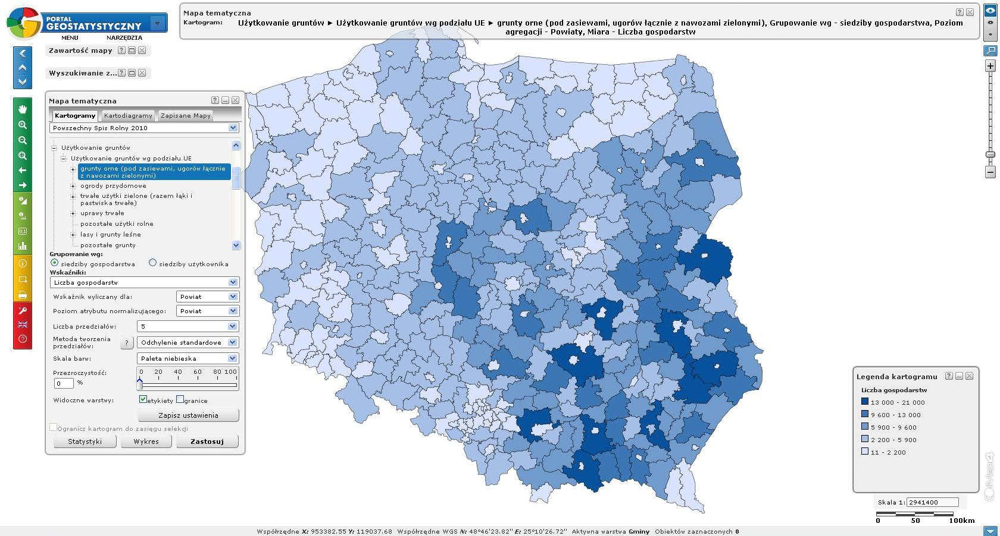 PORTAL
GEOSTATYSTYCZNY
MENU NARZĘDZIA
Mapa tematyczna
Kartogram: Użytkowanie gruntów ► Użytkowanie gruntów wg podziału UE ► grunty orne (pod zasiewami, ugorów łącznie z nawozami zielonymi), Grupowanie wg - siedziby gospodarstwa, Poziom
agregacji - Powiaty, Miara - Liczba gospodarstw
Zawartość mapy
Wyszukiwanie z...
Mapa tematyczna
Kartogramy Kartodiagramy Zapisane Mapy
Powszechny Spis Rolny 2010
Użytkowanie gruntów
Użytkowanie gruntów wg podziału UE
grunty orne (pod zasiewami, ugorów łącznie
z nawozami zielonymi)
ogrody przydomowe
trwałe użytki zielone (razem łąki i
pastwiska trwałe)
uprawy trwałe
pozostałe użytki rolne
lasy i grunty leśne
pozostałe grunty
Grupowanie wg:
siedziby gospodarstwa siedziby użytkownika
Wskaźniki:
Liczba gospodarstw
Wskaźnik wyliczany dla: Powiat
Poziom atrybutu normalizującego: Powiat
Liczba przedziałów: 5
Metoda tworzenia
przedziałów: ? Odchylenie standardowe
Skala barw: Paleta niebieska
Przezroczystość: 0 20 40 60 80 100
0 %
Widoczne warstwy: etykiety granice
Zapisz ustawienia
Ogranicz kartogram do zasięgu selekcji
Statystyki Wykres Zastosuj
Legenda kartogramu
Liczba gospodarstw
13 000 - 21 000
9 600 - 13 000
5 900 - 9 600
2 200 - 5 900
11 - 2 200
Skala 1: 2941400
0 50 100km
Współrzędne X: 953382.55 Y: 119037.68 Współrzędne WGS N: 48°46'23.82" E: 25°10'26.72" Aktywna warstwa Gminy Obiektów zaznaczonych 0